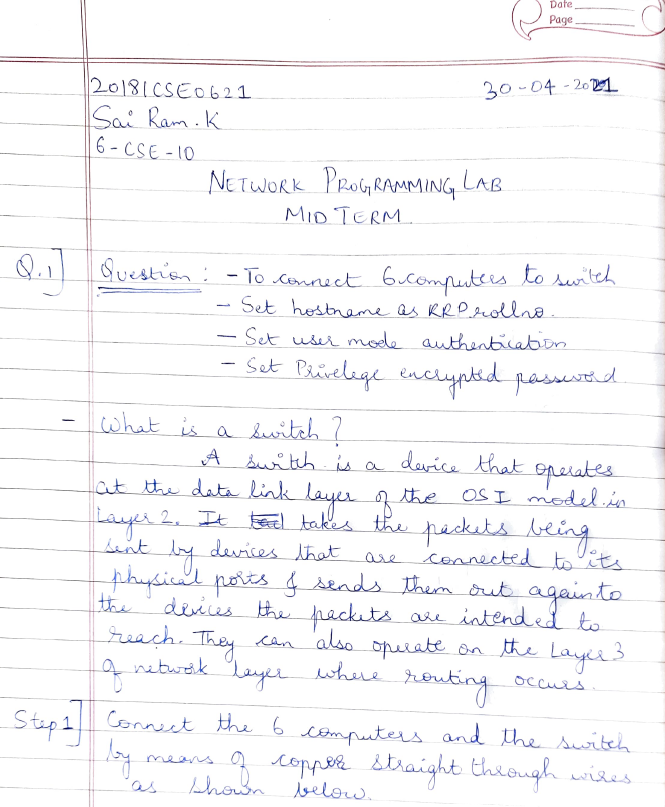 Date
Page
20181CSE0621 30-04-2021
Sai Ram.K
6-CSE-10
NETWORK PROGRAMMING LAB
MID TERM
Q.1] Question : - To connect 6 computers to switch
- Set hostname as RRP rollno.
- Set user mode authentication
- Set Privelege encrypted password
- What is a switch?
A switch is a device that operates
at the data link layer of the OSI model.in
Layer 2. It takes the packets being
sent by devices that are connected to its
physical ports & sends them out again to
the devices the packets are intended to
reach. They can also operate on the Layer 3
of network layer where routing occurs.
Step 1] Connect the 6 computers and the switch
by means of copper straight through wires
as shown below.